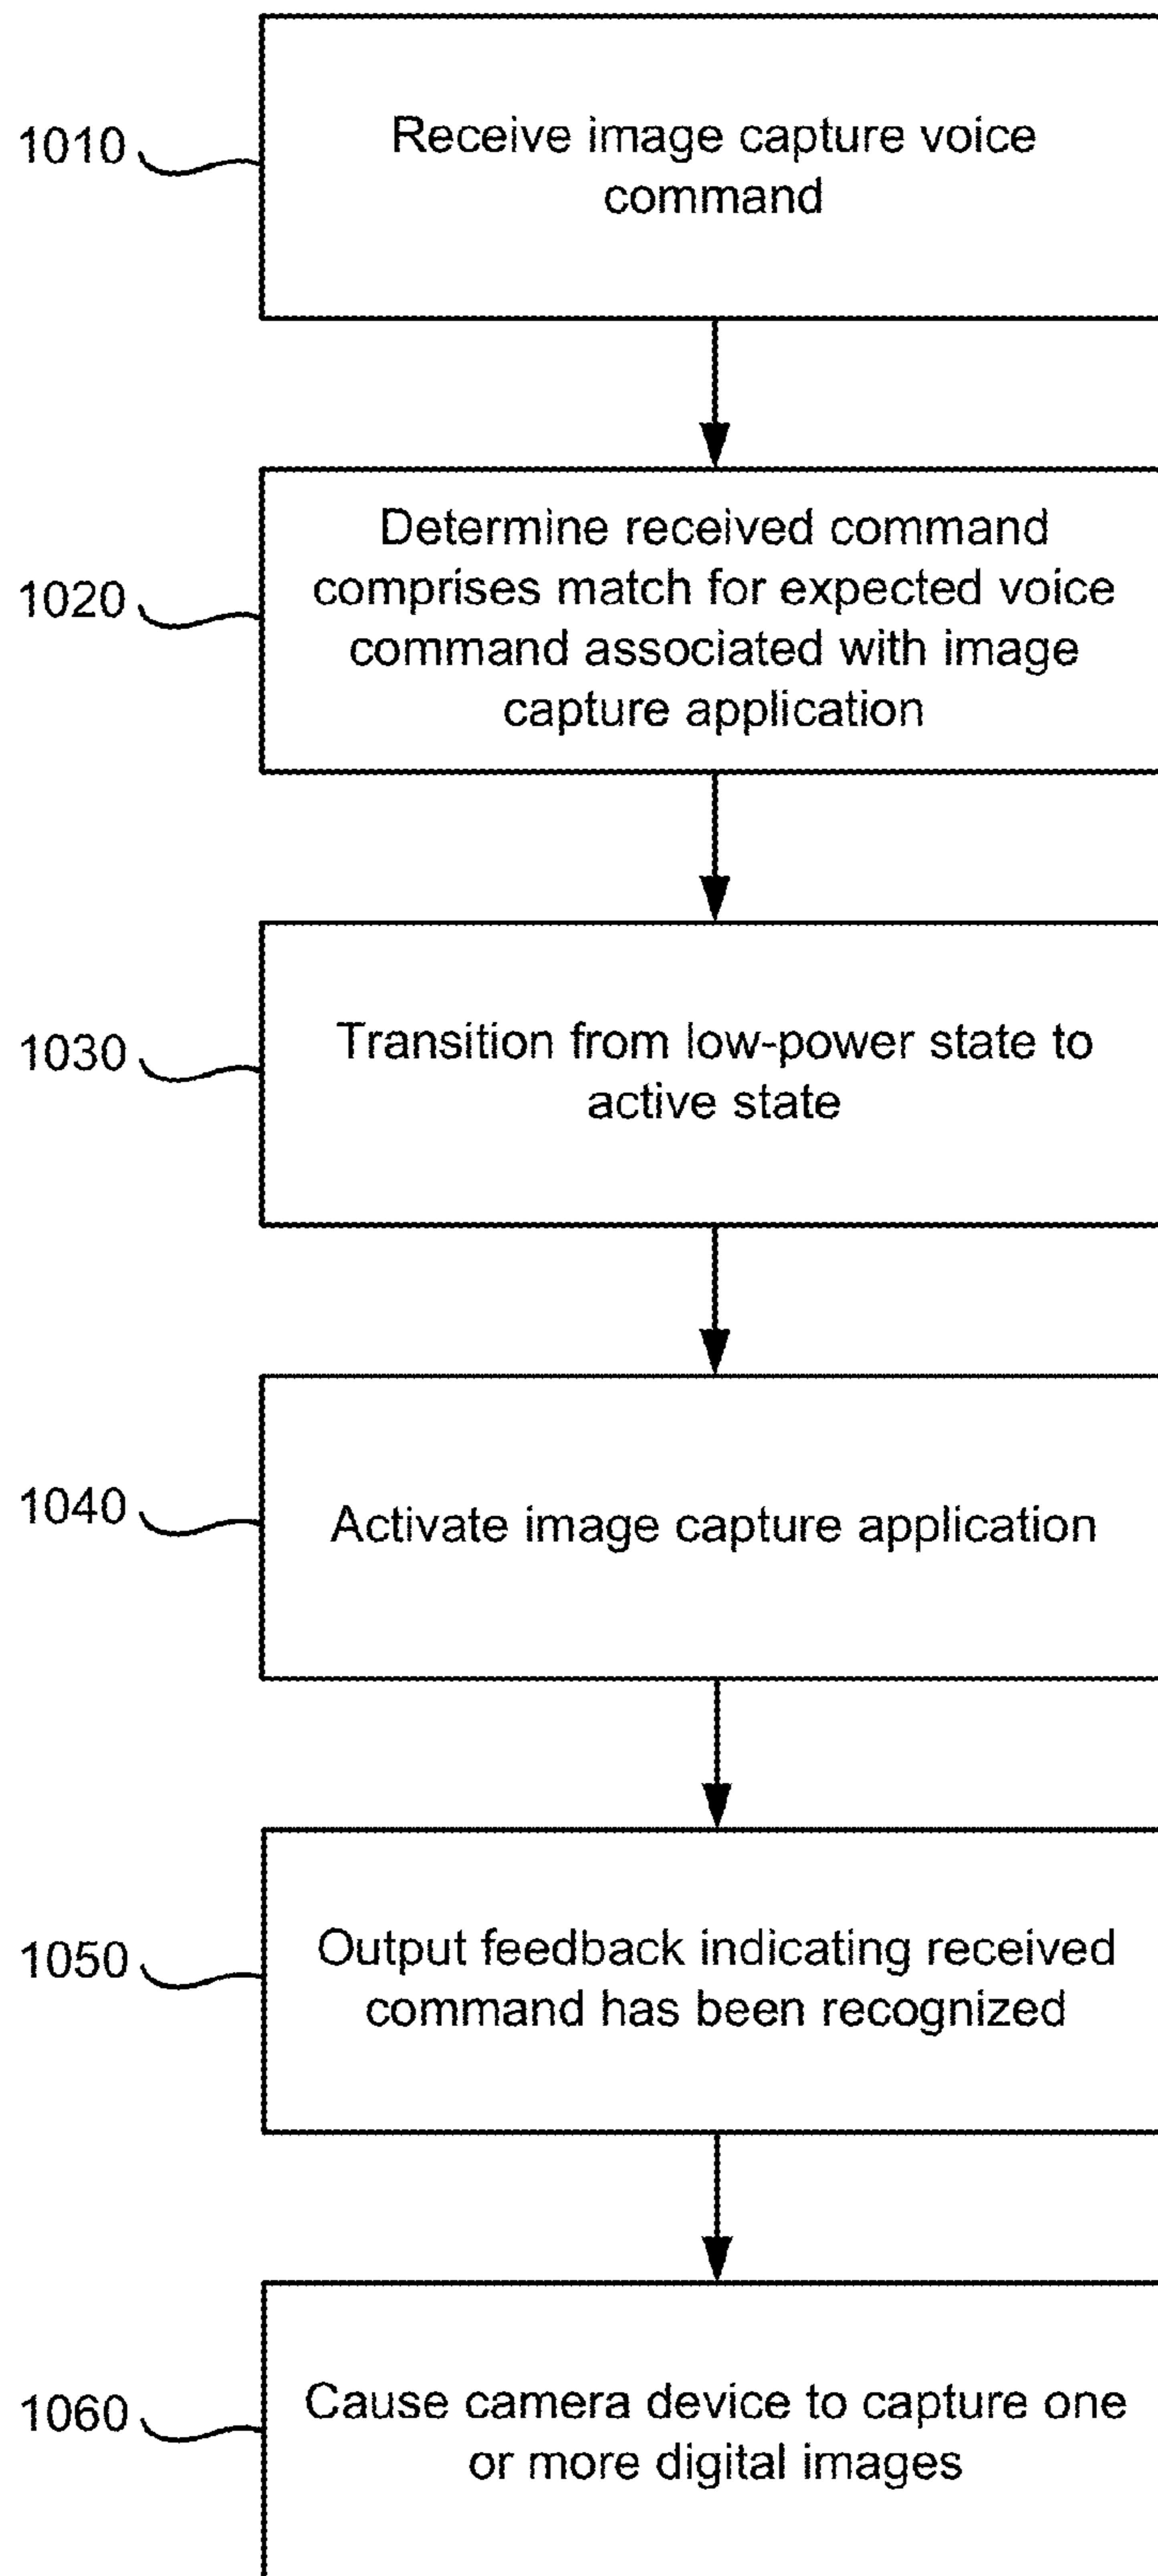 1010
Receive image capture voice
command
1020
Determine received command
comprises match for expected voice
command associated with image
capture application
1030
Transition from low-power state to
active state
1040
Activate image capture application
1050
Output feedback indicating received
command has been recognized
1060
Cause camera device to capture one
or more digital images